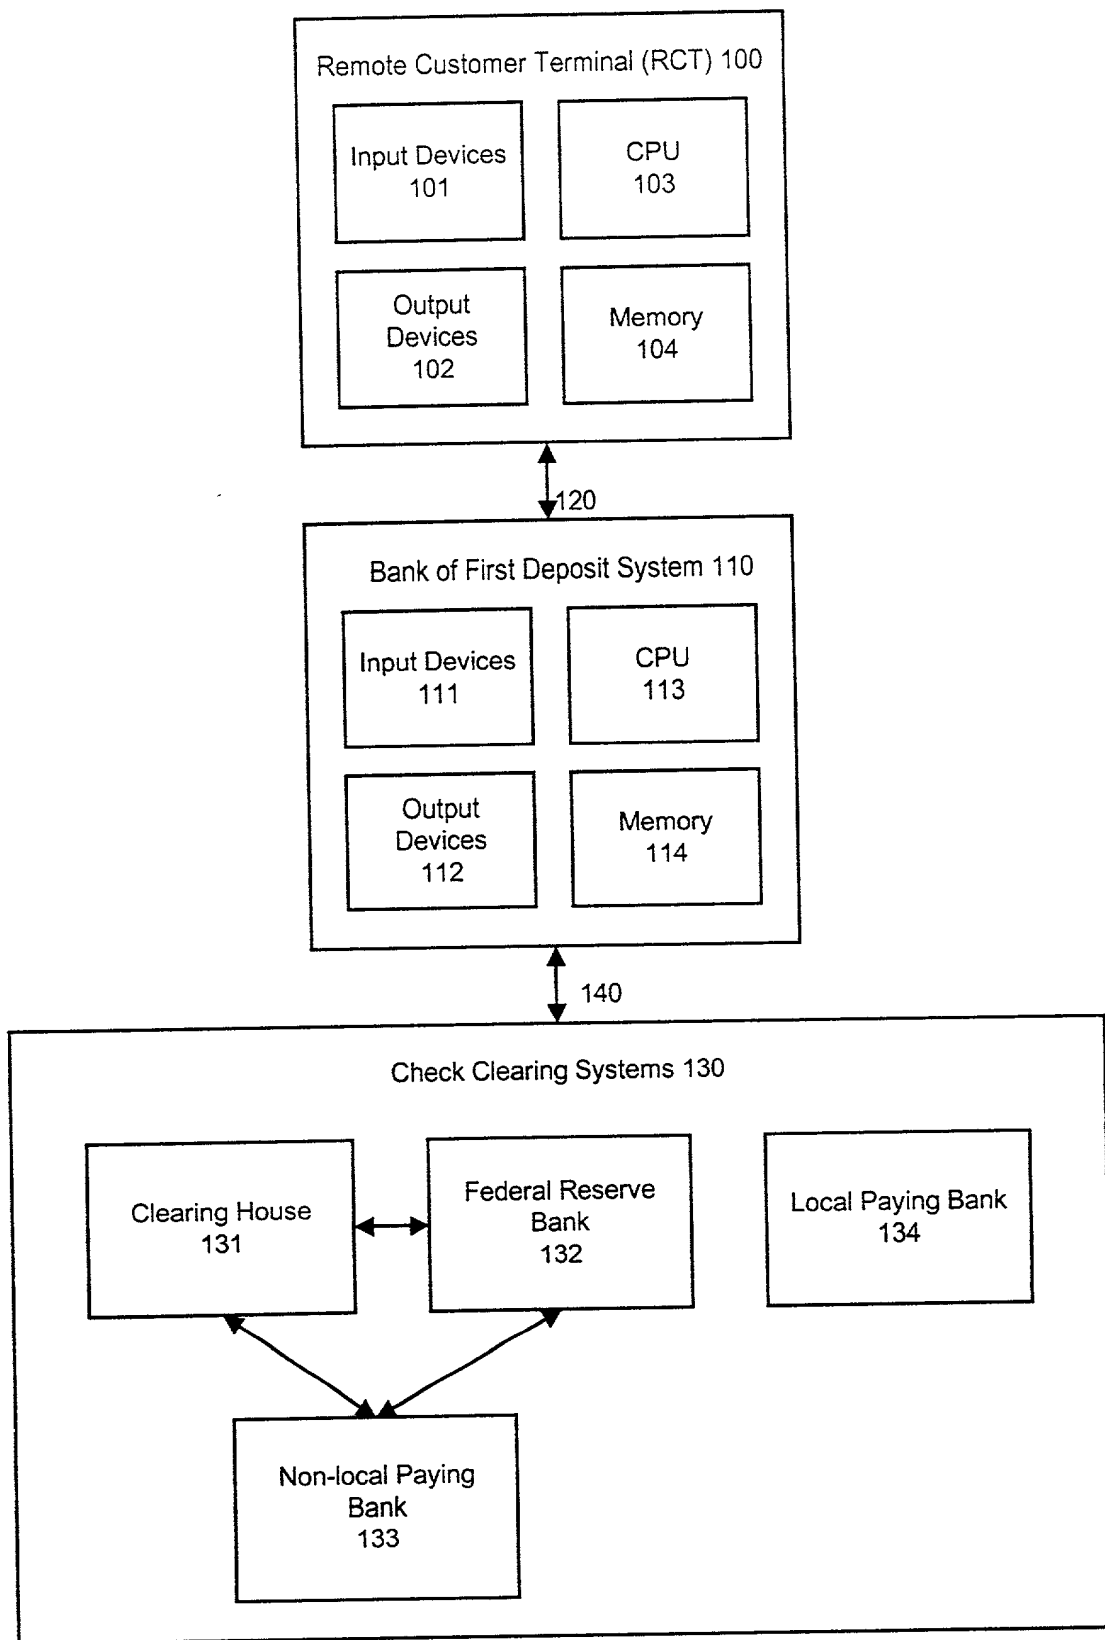 Remote Customer Terminal (RCT) 100
Input Devices
101
CPU
103
Output
Devices
102
Memory
104
120
Bank of First Deposit System 110
Input Devices
111
CPU
113
Output
Devices
112
Memory
114
140
Check Clearing Systems 130
Clearing House
131
Federal Reserve
Bank
132
Local Paying Bank
134
Non-local Paying
Bank
133